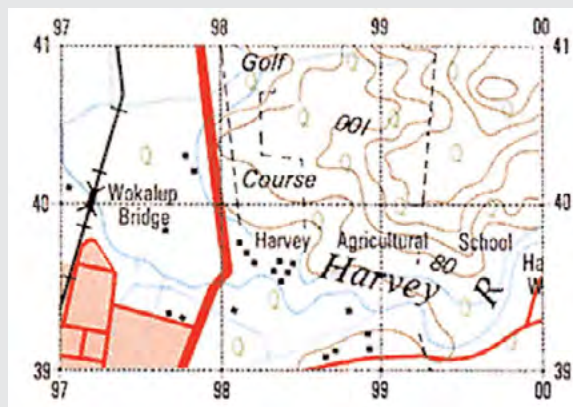 97 98 99 00
41 41
Golf
100
Course
Wokalup
Bridge
40 40
Harvey Agricultural School
80
Harvey R
Ha
W
39 39
97 98 99 00